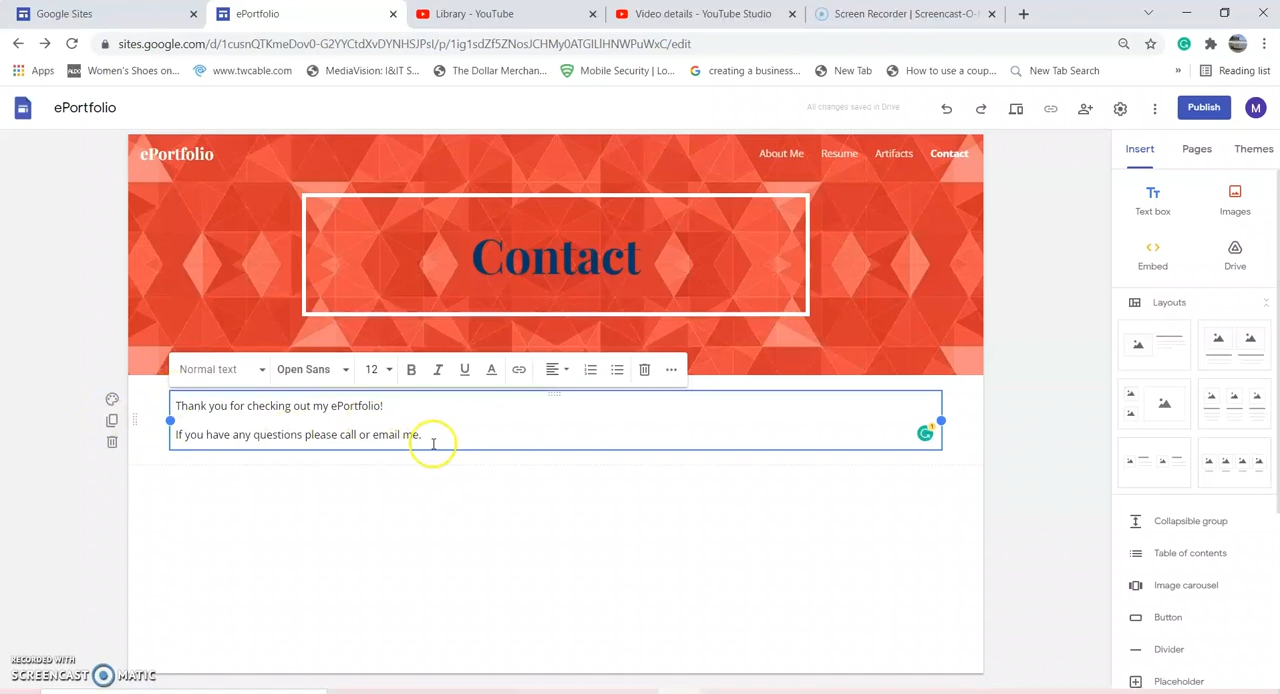 Google Sites
ePortfolio
Library - YouTube
Video details - YouTube Studio
Screen Recorder | Screencast-O-
sites.google.com/d/1cusnQTKmeDov0-G2YYCtdXvDYNHSJPsI/p/1ig1sdZf5ZNosJCHMy0ATGILlHNWPuWxC/edit
Apps
Women's Shoes on...
www.twcable.com
MediaVision: I&IT S...
The Dollar Merchan...
Mobile Security | Lo...
creating a business...
New Tab
How to use a coup...
New Tab Search
»
Reading list
ePortfolio
All changes saved in Drive
Publish
M
ePortfolio
About Me
Resume
Artifacts
Contact
Insert
Pages
Themes
Contact
Text box
Images
Embed
Drive
Layouts
Normal text
Open Sans
12
B
I
U
A
Thank you for checking out my ePortfolio!
If you have any questions please call or email me.
1
Collapsible group
Table of contents
Image carousel
Button
Divider
Placeholder
RECORDED WITH
SCREENCAST MATIC